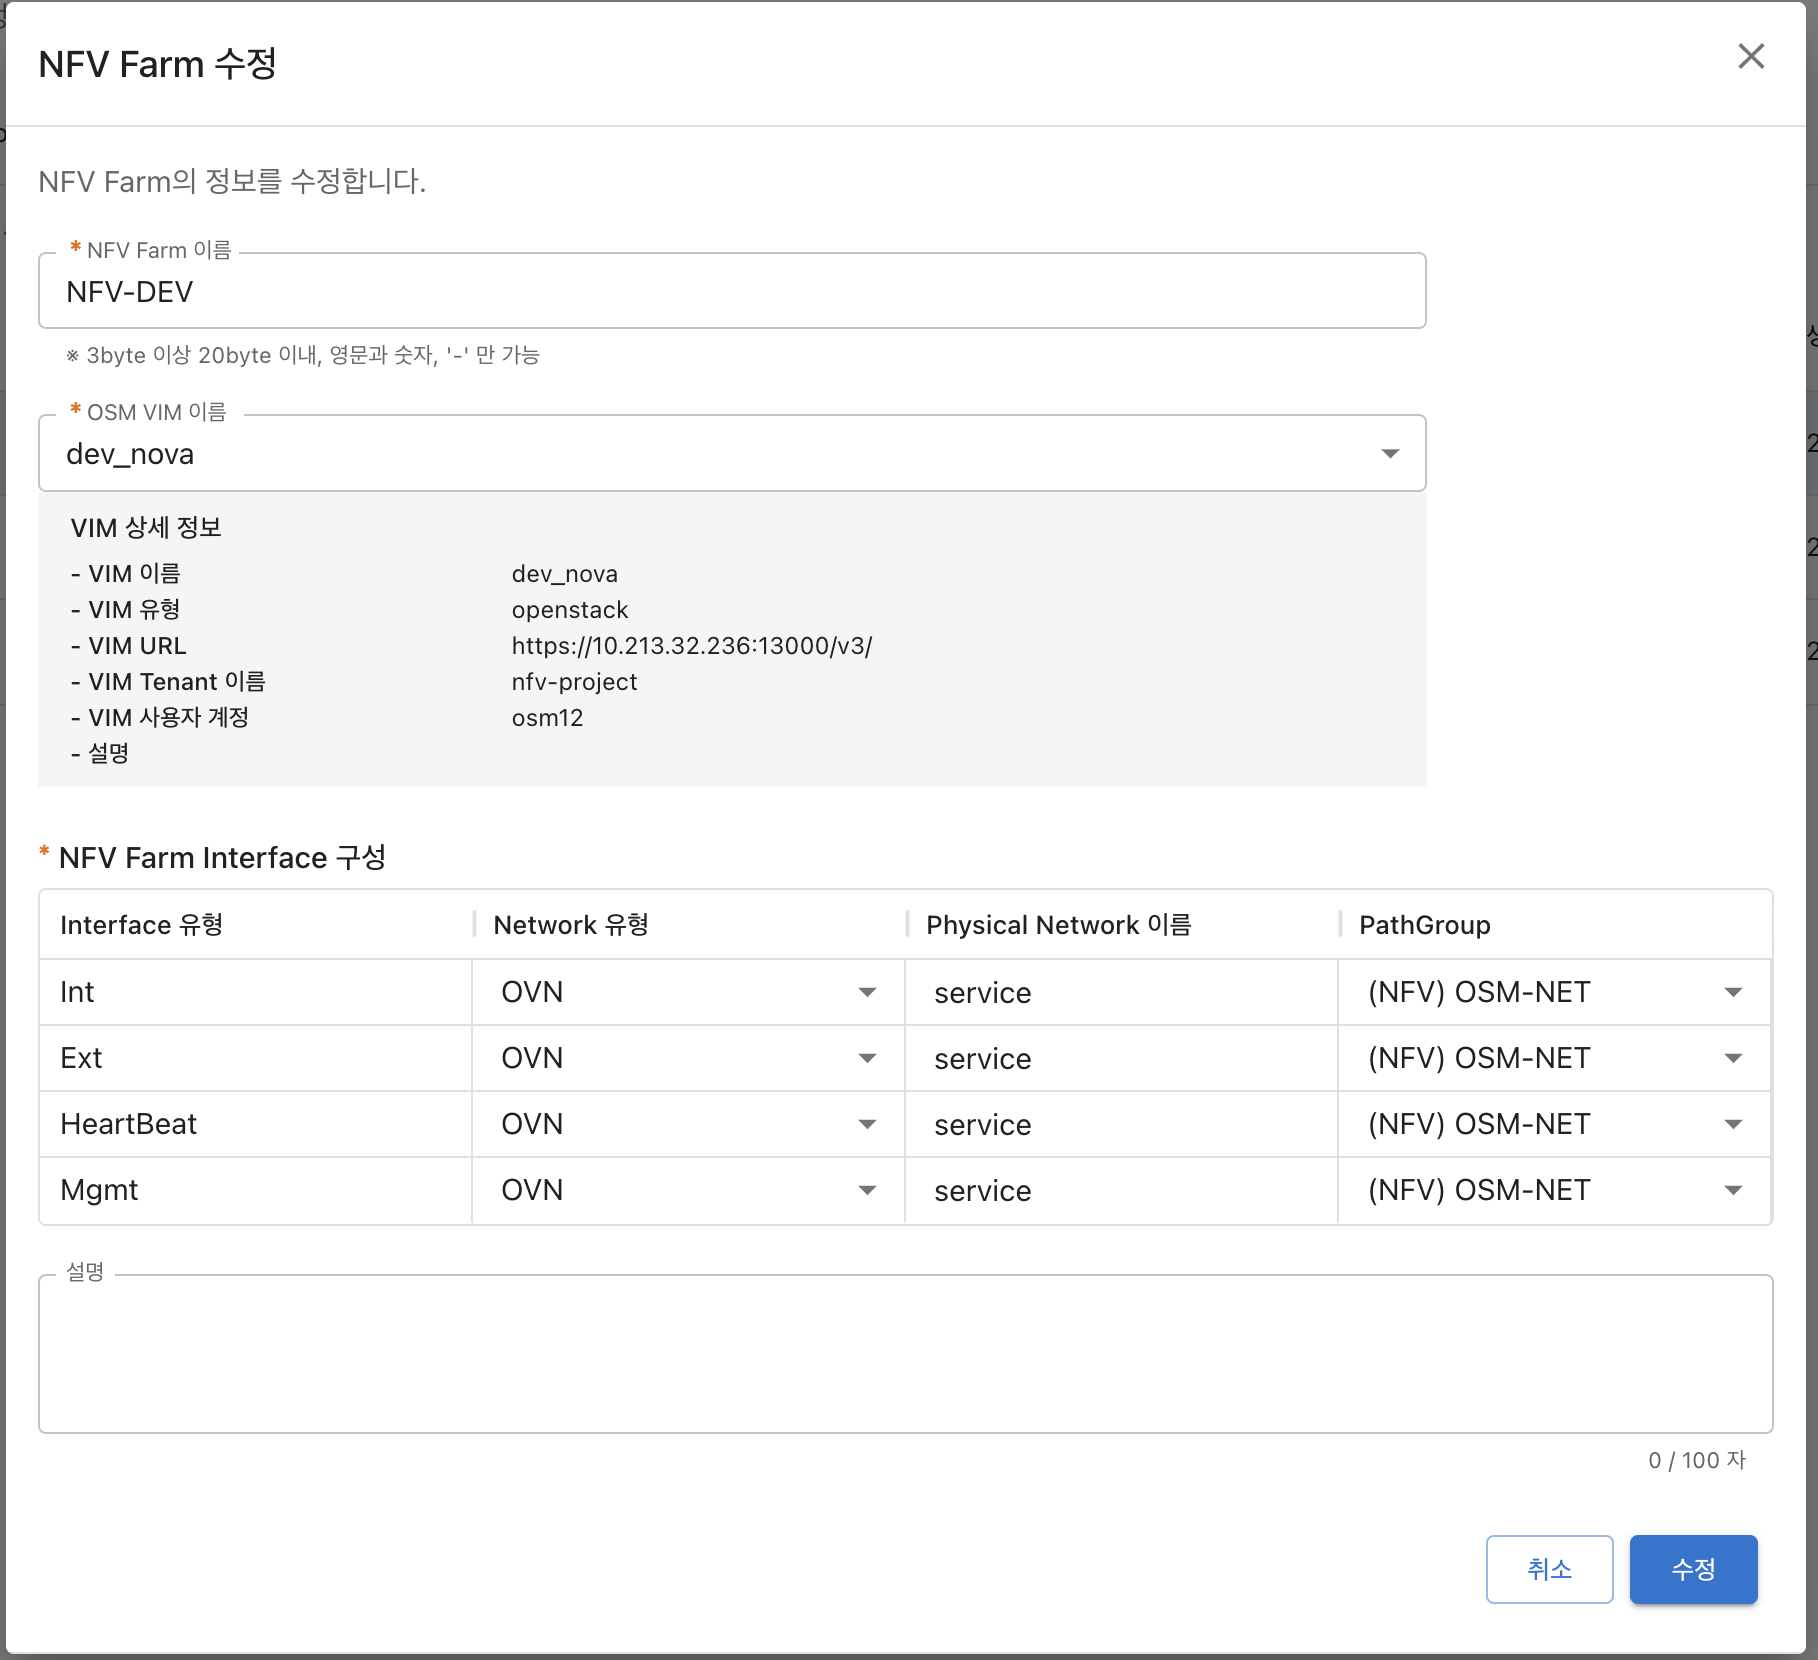 NFV Farm 수정
NFV Farm의 정보를 수정합니다.
* NFV Farm 이름
NFV-DEV
※ 3byte 이상 20byte 이내, 영문과 숫자, '-' 만 가능
* OSM VIM 이름
dev_nova
VIM 상세 정보
- VIM 이름 dev_nova
- VIM 유형 openstack
- VIM URL https://10.213.32.236:13000/v3/
- VIM Tenant 이름 nfv-project
- VIM 사용자 계정 osm12
- 설명
* NFV Farm Interface 구성
Interface 유형 Network 유형 Physical Network 이름 PathGroup
Int OVN service (NFV) OSM-NET
Ext OVN service (NFV) OSM-NET
HeartBeat OVN service (NFV) OSM-NET
Mgmt OVN service (NFV) OSM-NET
설명
0 / 100 자
취소 수정